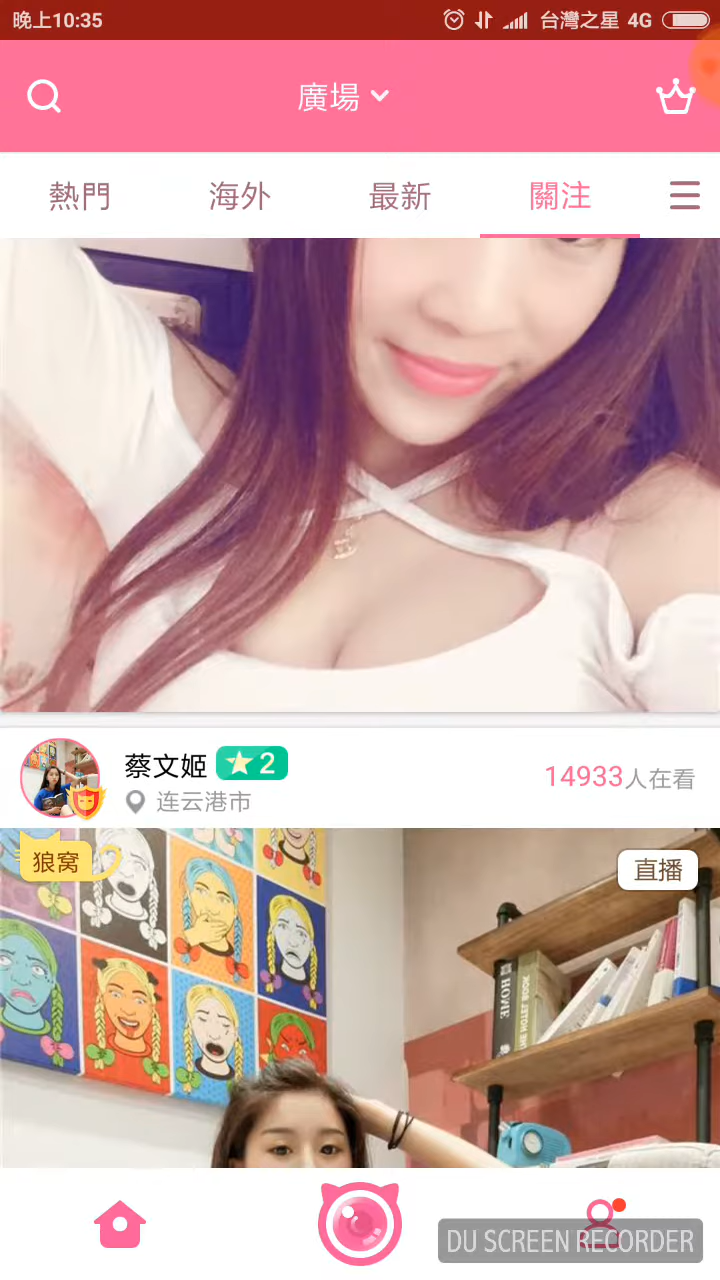 晚上10:35 台灣之星 4G
廣場
熱門 海外 最新 關注
蔡文姬 2
14933人在看
连云港市
狼窝
直播
HOME
DU SCREEN RECORDER